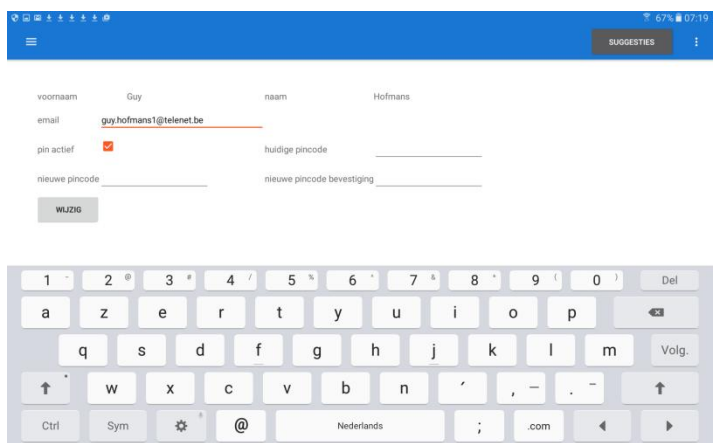 67% 07:19
SUGGESTIES
voornaam Guy naam Hofmans
email guy.hofmans1@telenet.be
pin actief huidige pincode
nieuwe pincode nieuwe pincode bevestiging
WIJZIG
1 - 2 @ 3 # 4 / 5 % 6 ^ 7 & 8 * 9 ( 0 ) Del
a z e r t y u i o p
q s d f g h j k l m Volg.
w x c v b n ´ , — . –
Ctrl Sym @ Nederlands ; .com